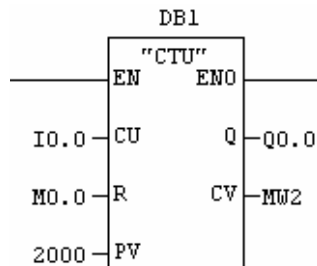 DB1
"CTU"
EN ENO
I0.0 CU Q Q0.0
M0.0 R CV MW2
2000 PV